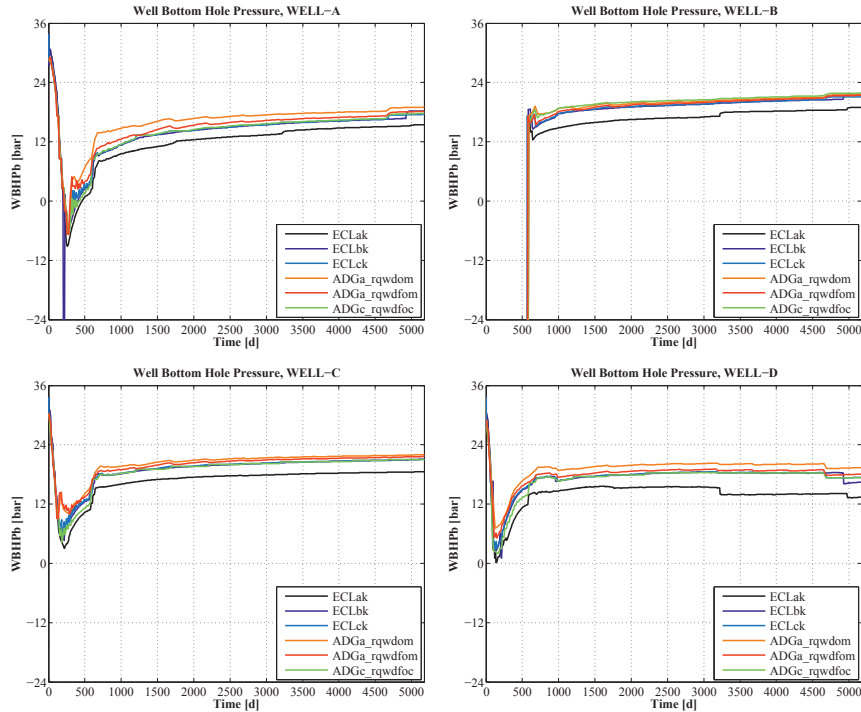 Well Bottom Hole Pressure, WELL−A
36
24
12
0
−12
−24
WBHPb [bar]
ECLak
ECLbk
ECLck
ADGa_rqwdom
ADGa_rqwdfom
ADGc_rqwdfoc
0 500 1000 1500 2000 2500 3000 3500 4000 4500 5000
Time [d]
Well Bottom Hole Pressure, WELL−B
36
24
12
0
−12
−24
WBHPb [bar]
ECLak
ECLbk
ECLck
ADGa_rqwdom
ADGa_rqwdfom
ADGc_rqwdfoc
0 500 1000 1500 2000 2500 3000 3500 4000 4500 5000
Time [d]
Well Bottom Hole Pressure, WELL−C
36
24
12
0
−12
−24
WBHPb [bar]
ECLak
ECLbk
ECLck
ADGa_rqwdom
ADGa_rqwdfom
ADGc_rqwdfoc
0 500 1000 1500 2000 2500 3000 3500 4000 4500 5000
Time [d]
Well Bottom Hole Pressure, WELL−D
36
24
12
0
−12
−24
WBHPb [bar]
ECLak
ECLbk
ECLck
ADGa_rqwdom
ADGa_rqwdfom
ADGc_rqwdfoc
0 500 1000 1500 2000 2500 3000 3500 4000 4500 5000
Time [d]